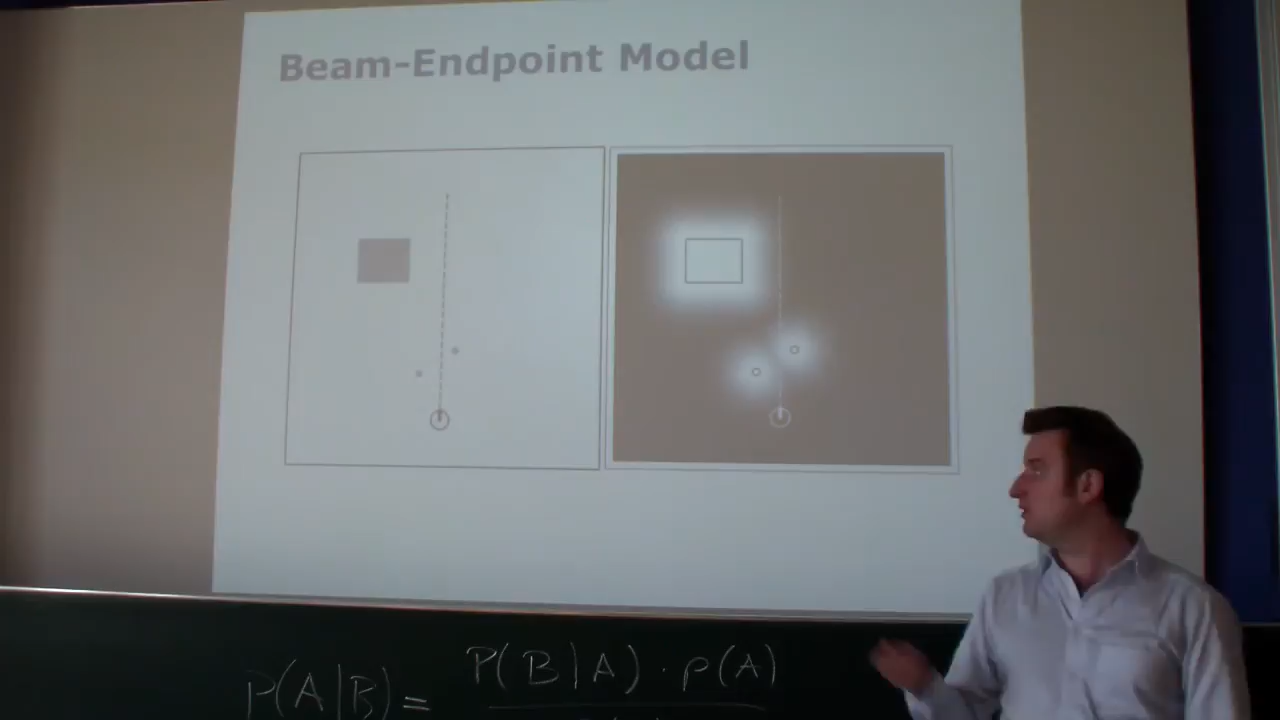 Beam-Endpoint Model
P(B|A) · p(A)
p(A|B) =